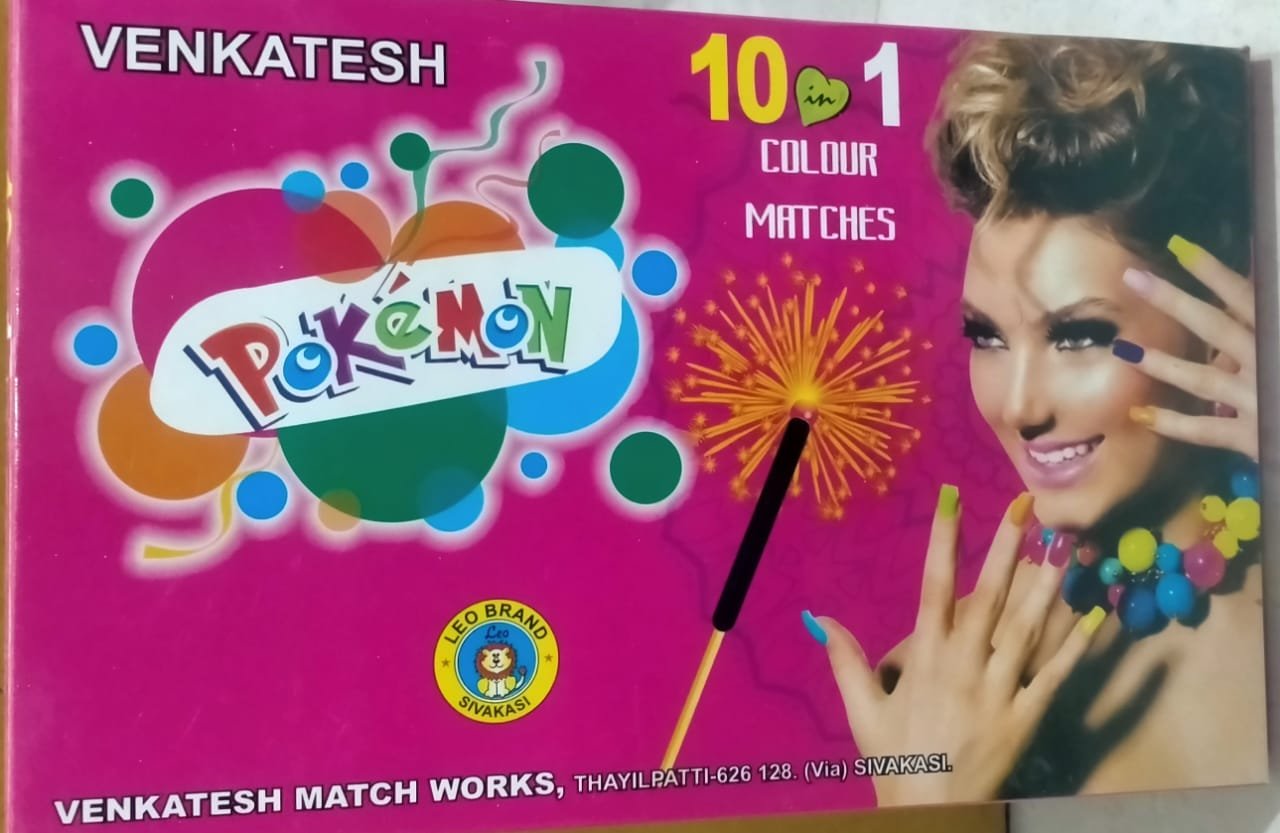 VENKATESH
10 in 1
COLOUR
MATCHES
POKéMON
LEO BRAND
Leo
SIVAKASI
VENKATESH MATCH WORKS, THAYILPATTI-626 128. (Via) SIVAKASI.